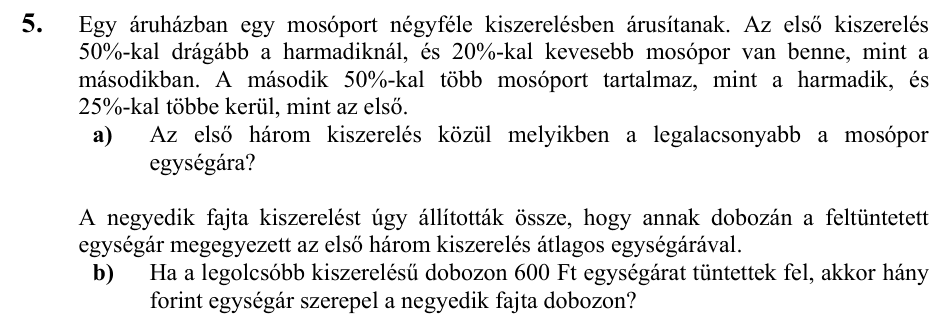 5. Egy áruházban egy mosóport négyféle kiszerelésben árusítanak. Az első kiszerelés
50%-kal drágább a harmadiknál, és 20%-kal kevesebb mosópor van benne, mint a
másodikban. A második 50%-kal több mosóport tartalmaz, mint a harmadik, és
25%-kal többe kerül, mint az első.
a) Az első három kiszerelés közül melyikben a legalacsonyabb a mosópor
egységára?
A negyedik fajta kiszerelést úgy állították össze, hogy annak dobozán a feltüntetett
egységár megegyezett az első három kiszerelés átlagos egységárával.
b) Ha a legolcsóbb kiszerelésű dobozon 600 Ft egységárat tüntettek fel, akkor hány
forint egységár szerepel a negyedik fajta dobozon?